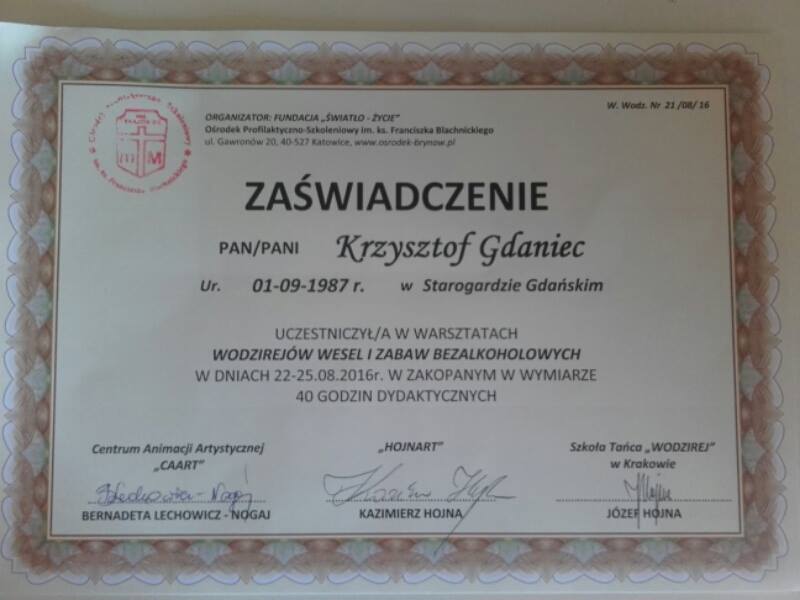 W. Wodz. Nr 21 /08/ 16
ORGANIZATOR: FUNDACJA „ŚWIATŁO - ŻYCIE”
Ośrodek Profilaktyczno-Szkoleniowy im. ks. Franciszka Blachnickiego
ul. Gawronów 20, 40-527 Katowice, www.osrodek-brynow.pl
ZAŚWIADCZENIE
PAN/PANI Krzysztof Gdaniec
Ur. 01-09-1987 r. w Starogardzie Gdańskim
UCZESTNICZYŁ/A W WARSZTATACH
WODZIREJÓW WESEL I ZABAW BEZALKOHOLOWYCH
W DNIACH 22-25.08.2016r. W ZAKOPANYM W WYMIARZE
40 GODZIN DYDAKTYCZNYCH
Centrum Animacji Artystycznej
„CAART”
BERNADETA LECHOWICZ - NOGAJ
„HOJNART”
KAZIMIERZ HOJNA
Szkoła Tańca „WODZIREJ”
w Krakowie
JÓZEF HOJNA